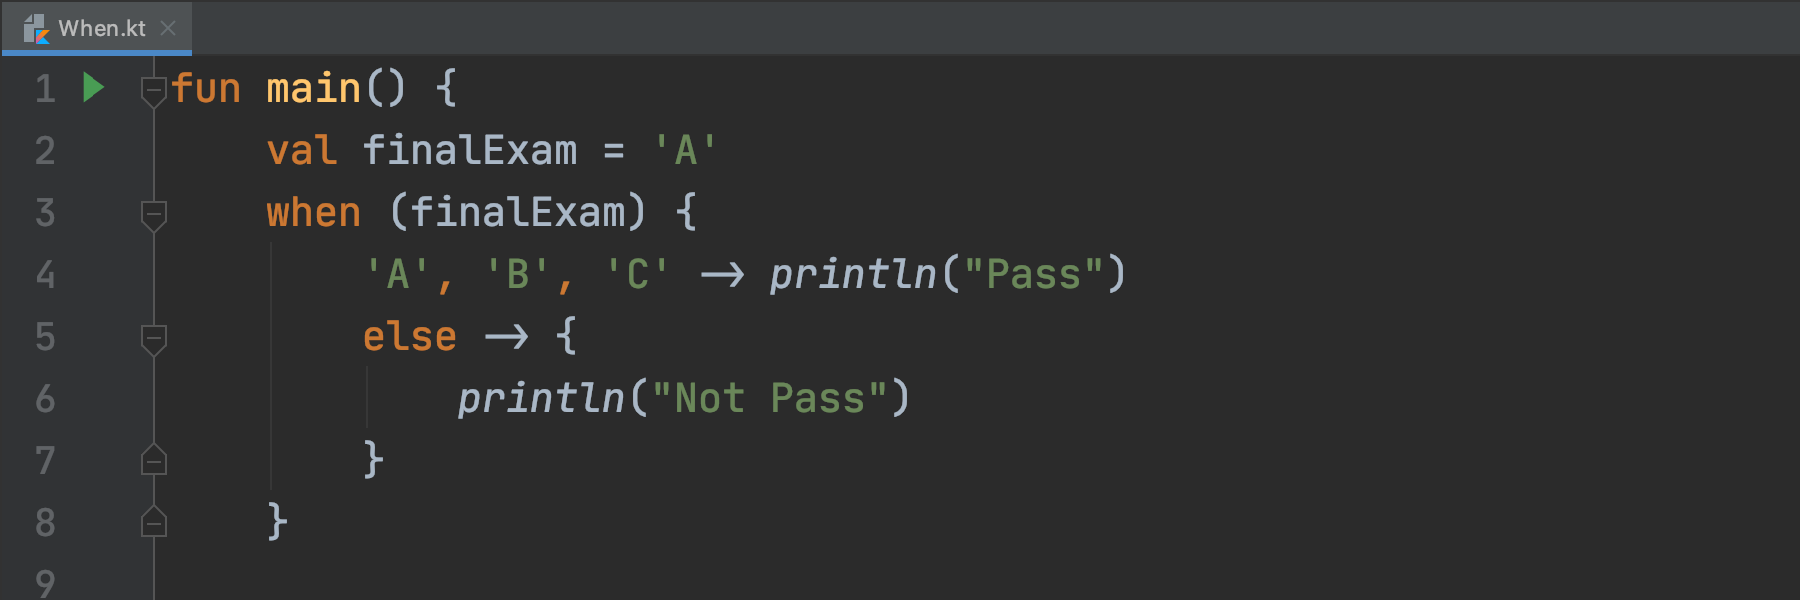 When.kt
1 fun main() {
2     val finalExam = 'A'
3     when (finalExam) {
4         'A', 'B', 'C' -> println("Pass")
5         else -> {
6             println("Not Pass")
7         }
8     }
9